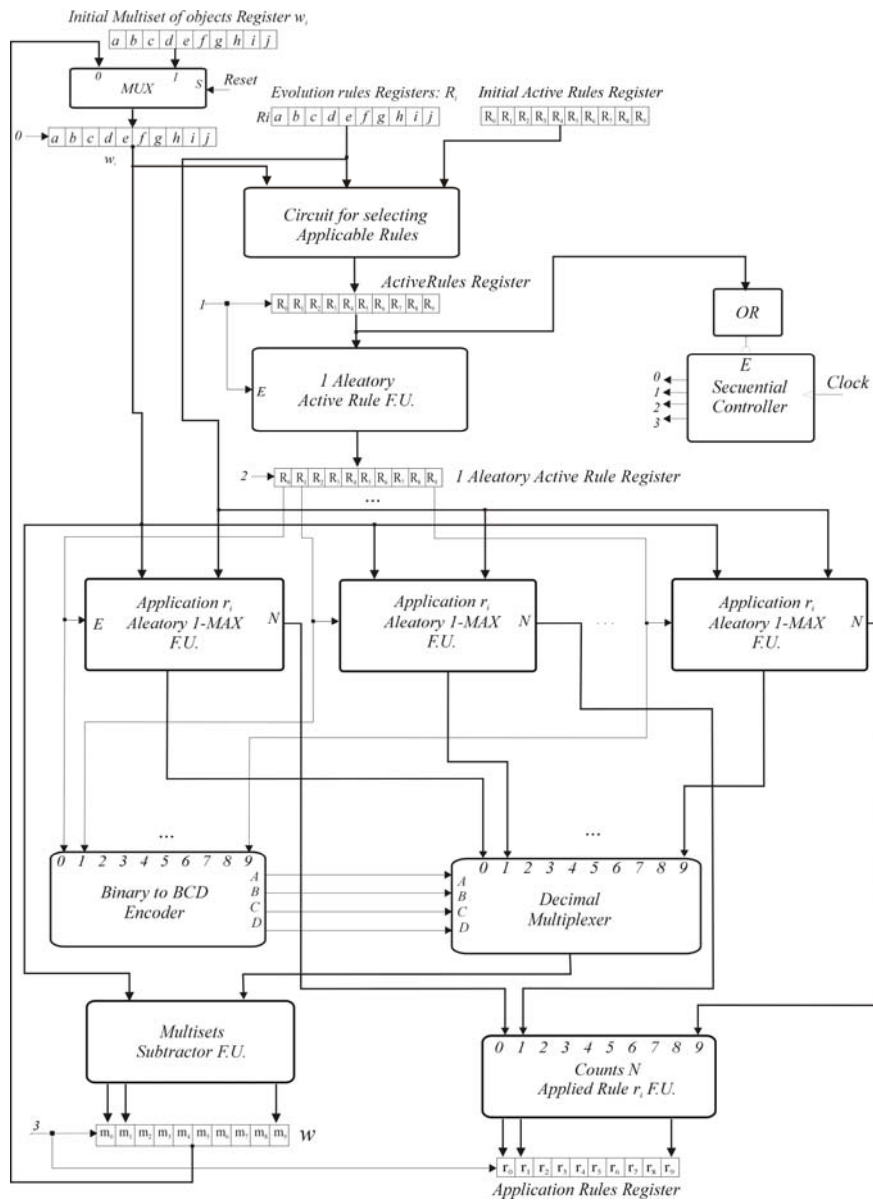 Initial Multiset of objects Register wi
a b c d e f g h i j
0 1
MUX S Reset
Evolution rules Registers: Ri
Initial Active Rules Register
Ri a b c d e f g h i j
R0 R1 R2 R3 R4 R5 R6 R7 R8 R9
0 a b c d e f g h i j
wi
Circuit for selecting
Applicable Rules
ActiveRules Register
1 R0 R1 R2 R3 R4 R5 R6 R7 R8 R9
OR
1 Aleatory
Active Rule F.U.
E
E
Secuential
Controller
Clock
0
1
2
3
2 R0 R1 R2 R3 R4 R5 R6 R7 R8 R9 1 Aleatory Active Rule Register
...
Application ri
E Aleatory 1-MAX N
F.U.
Application ri
Aleatory 1-MAX N
F.U.
. . .
Application ri
Aleatory 1-MAX N
F.U.
...
0 1 2 3 4 5 6 7 8 9
Binary to BCD
Encoder
A
B
C
D
...
0 1 2 3 4 5 6 7 8 9
A
B
C
D
Decimal
Multiplexer
Multisets
Subtractor F.U.
0 1 2 3 4 5 6 7 8 9
Counts N
Applied Rule ri F.U.
3 m0 m1 m2 m3 m4 m5 m6 m7 m8 m9 w
r0 r1 r2 r3 r4 r5 r6 r7 r8 r9
Application Rules Register